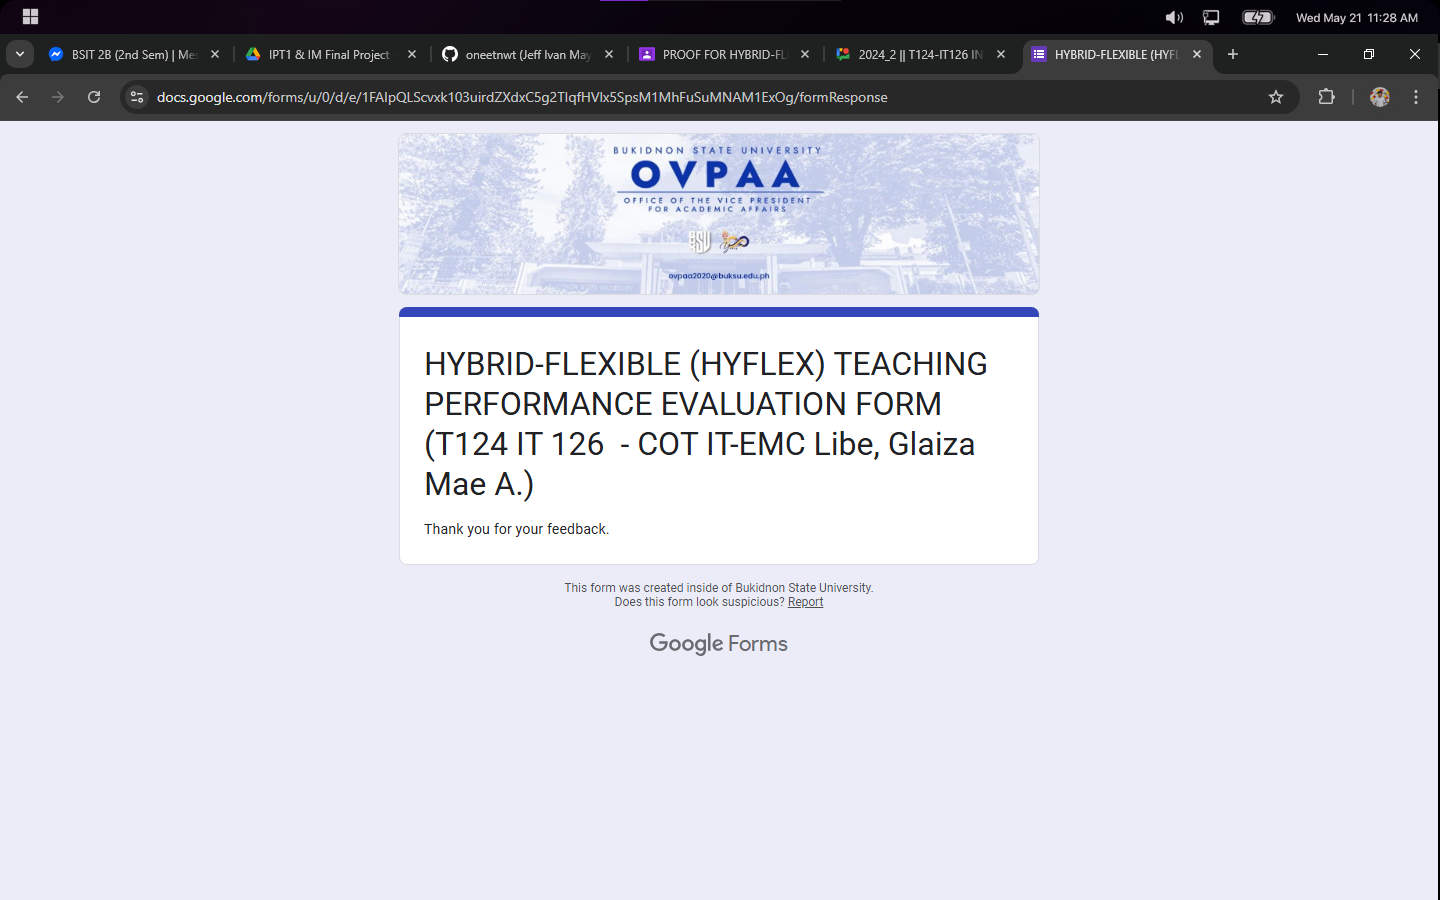 Wed May 21 11:28 AM
BSIT 2B (2nd Sem) | Mes
IPT1 & IM Final Project
oneetnwt (Jeff Ivan May
PROOF FOR HYBRID-FL
2024_2 || T124-IT126 IN
HYBRID-FLEXIBLE (HYFL
docs.google.com/forms/u/0/d/e/1FAIpQLScvxk103uirdZXdxC5g2TlqfHVlx5SpsM1MhFuSuMNAM1ExOg/formResponse
BUKIDNON STATE UNIVERSITY
OVPAA
OFFICE OF THE VICE PRESIDENT
FOR ACADEMIC AFFAIRS
ovpaa2020@buksu.edu.ph
HYBRID-FLEXIBLE (HYFLEX) TEACHING
PERFORMANCE EVALUATION FORM
(T124 IT 126 - COT IT-EMC Libe, Glaiza
Mae A.)
Thank you for your feedback.
This form was created inside of Bukidnon State University.
Does this form look suspicious? Report
Google Forms